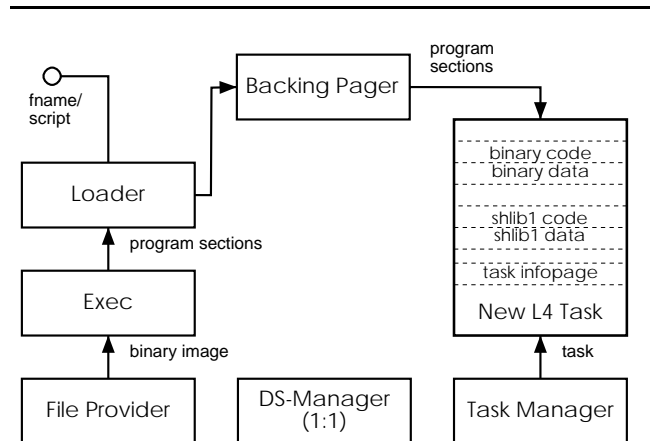 program
sections
Backing Pager
fname/
script
binary code
binary data
Loader
shlib1 code
shlib1 data
program sections
task infopage
Exec
New L4 Task
binary image
task
File Provider
DS-Manager
(1:1)
Task Manager